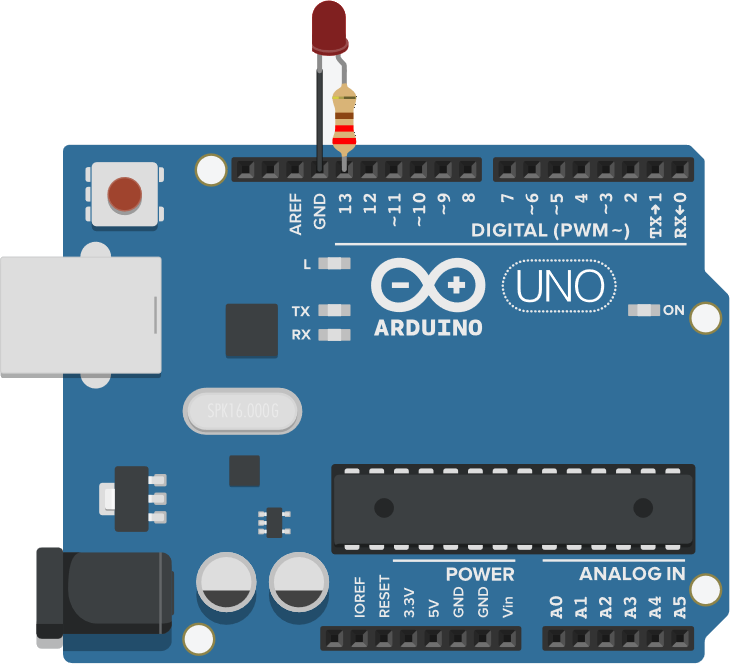 AREF
GND
13
12
~11
~10
~9
8
7
~6
~5
4
~3
2
TX→1
RX←0
DIGITAL (PWM~)
L
TX
RX
ARDUINO
UNO
ON
SPK16.000G
POWER
ANALOG IN
IOREF
RESET
3.3V
5V
GND
GND
Vin
A0
A1
A2
A3
A4
A5